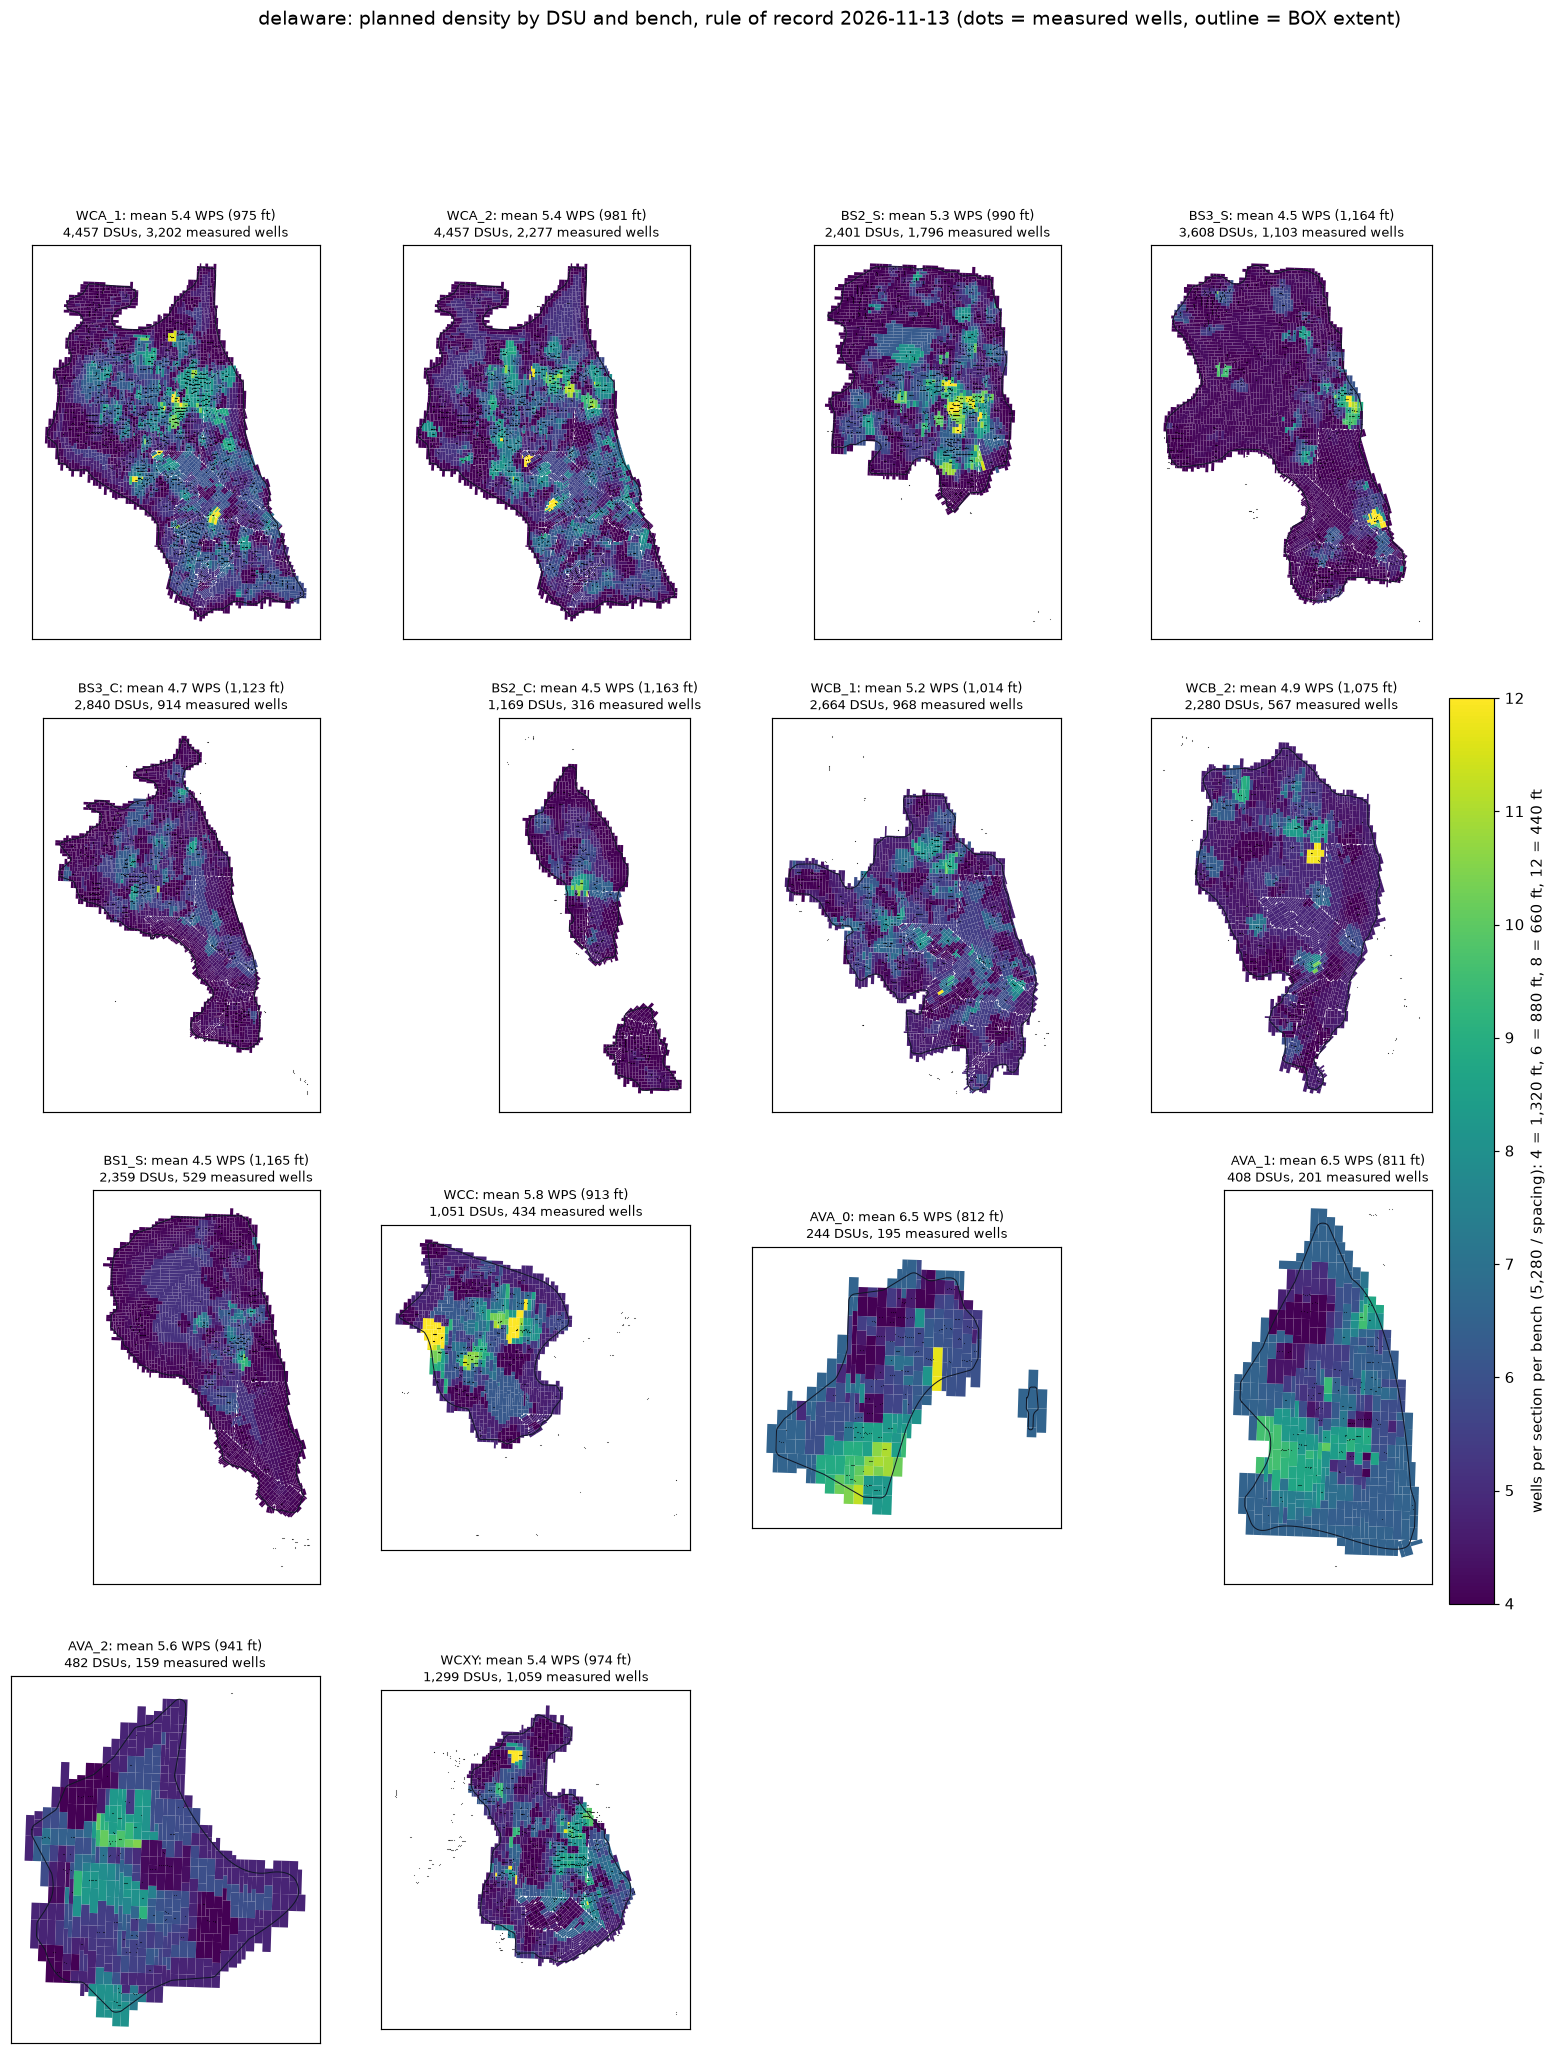 delaware: planned density by DSU and bench, rule of record 2026-11-13 (dots = measured wells, outline = BOX extent)
WCA_1: mean 5.4 WPS (975 ft)
4,457 DSUs, 3,202 measured wells
WCA_2: mean 5.4 WPS (981 ft)
4,457 DSUs, 2,277 measured wells
BS2_S: mean 5.3 WPS (990 ft)
2,401 DSUs, 1,796 measured wells
BS3_S: mean 4.5 WPS (1,164 ft)
3,608 DSUs, 1,103 measured wells
BS3_C: mean 4.7 WPS (1,123 ft)
2,840 DSUs, 914 measured wells
BS2_C: mean 4.5 WPS (1,163 ft)
1,169 DSUs, 316 measured wells
WCB_1: mean 5.2 WPS (1,014 ft)
2,664 DSUs, 968 measured wells
WCB_2: mean 4.9 WPS (1,075 ft)
2,280 DSUs, 567 measured wells
BS1_S: mean 4.5 WPS (1,165 ft)
2,359 DSUs, 529 measured wells
WCC: mean 5.8 WPS (913 ft)
1,051 DSUs, 434 measured wells
AVA_0: mean 6.5 WPS (812 ft)
244 DSUs, 195 measured wells
AVA_1: mean 6.5 WPS (811 ft)
408 DSUs, 201 measured wells
AVA_2: mean 5.6 WPS (941 ft)
482 DSUs, 159 measured wells
WCXY: mean 5.4 WPS (974 ft)
1,299 DSUs, 1,059 measured wells
12
11
10
9
8
7
6
5
4
wells per section per bench (5,280 / spacing): 4 = 1,320 ft, 6 = 880 ft, 8 = 660 ft, 12 = 440 ft